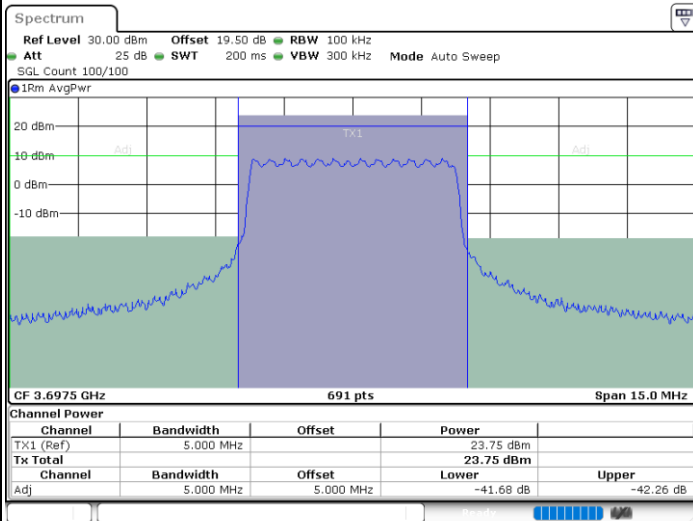 Spectrum
Ref Level 30.00 dBm Offset 19.50 dB RBW 100 kHz
Att 25 dB SWT 200 ms VBW 300 kHz Mode Auto Sweep
SGL Count 100/100
1Rm AvgPwr
20 dBm
TX1
Adj
Adj
10 dBm
0 dBm
-10 dBm
CF 3.6975 GHz 691 pts Span 15.0 MHz
Channel Power
Channel Bandwidth Offset Power
TX1 (Ref) 5.000 MHz 23.75 dBm
Tx Total 23.75 dBm
Channel Bandwidth Offset Lower Upper
Adj 5.000 MHz 5.000 MHz -41.68 dB -42.26 dB
Ready